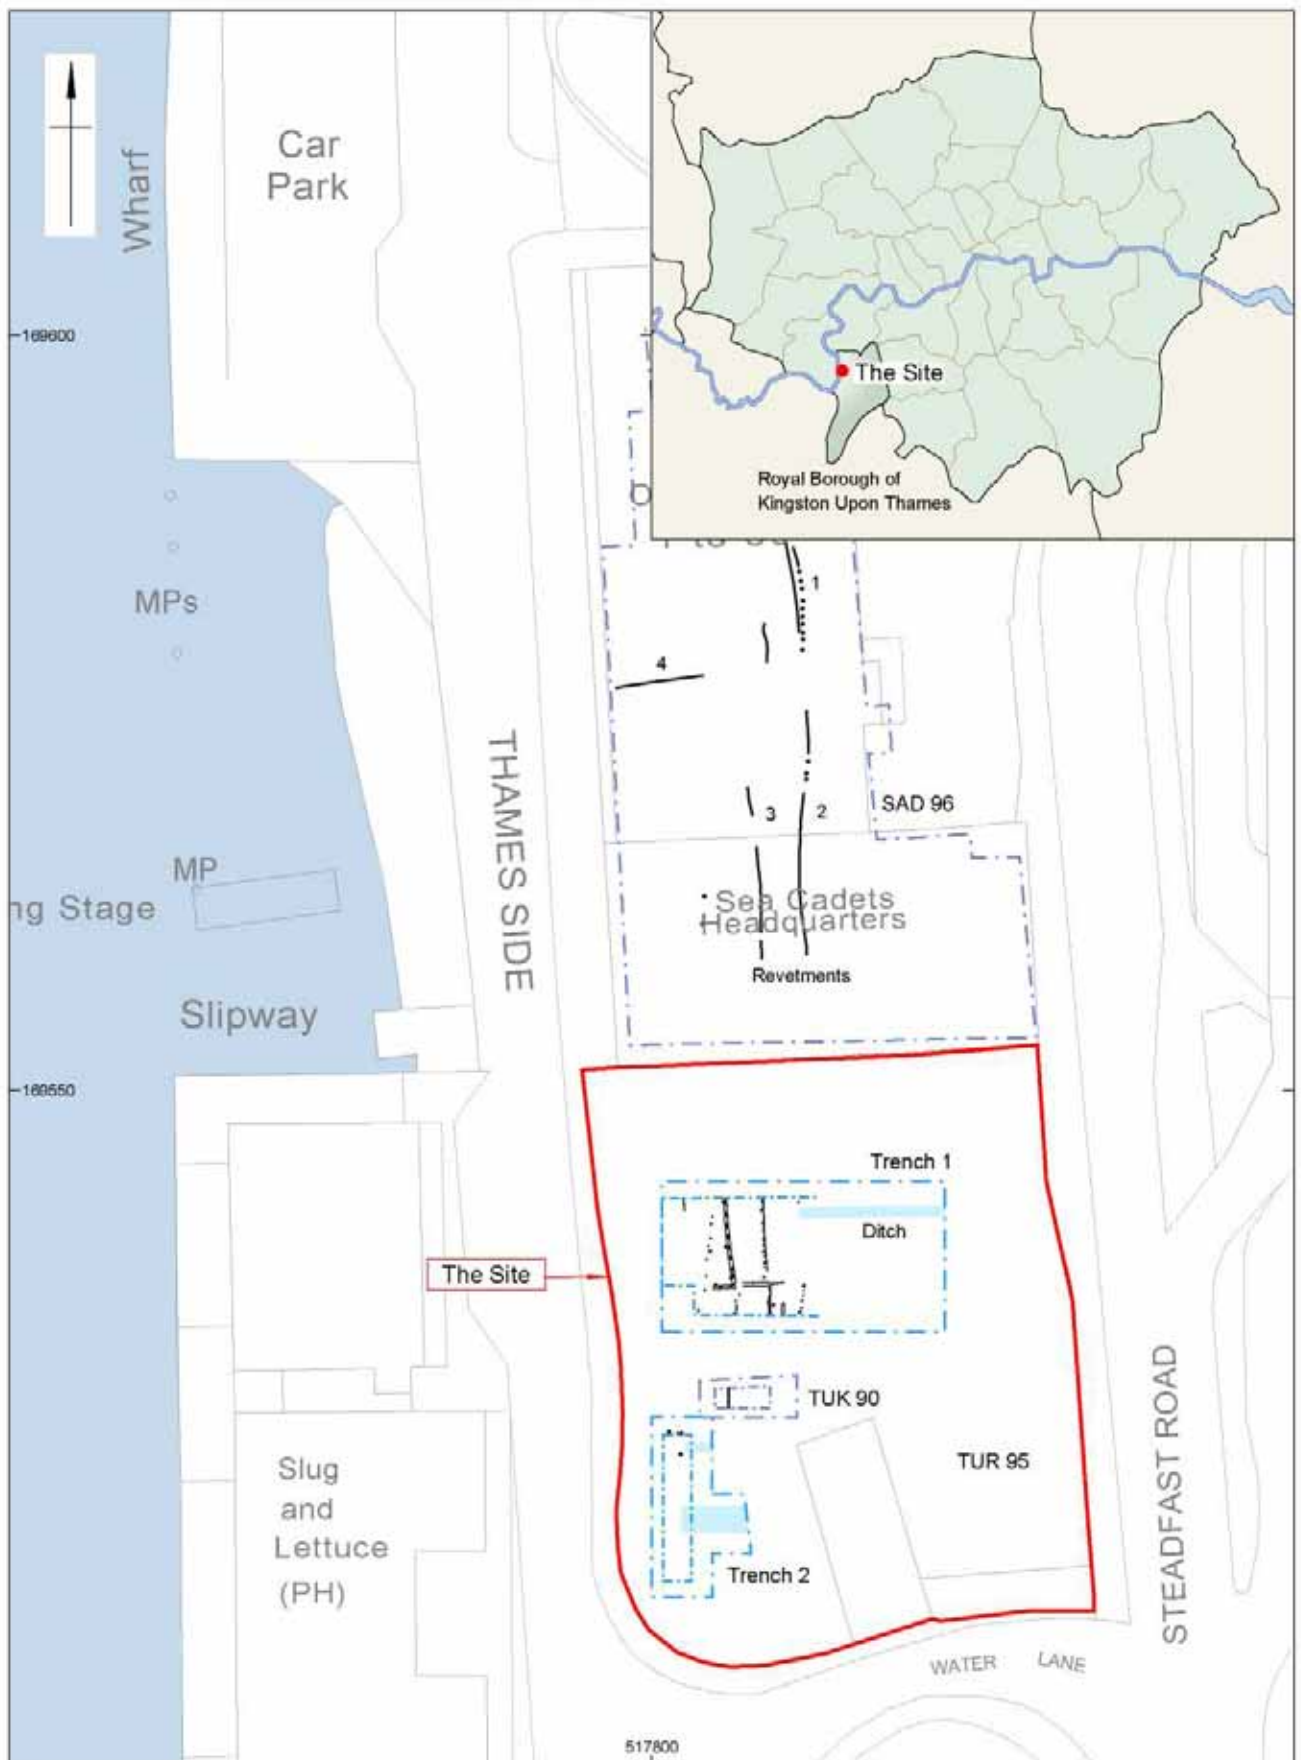 Wharf
Car
Park
169600
The Site
Royal Borough of
Kingston Upon Thames
MPs
1
4
THAMES SIDE
3
2
SAD 96
MP
ng Stage
Sea Cadets
Headquarters
Revetments
Slipway
169550
Trench 1
Ditch
The Site
TUK 90
TUR 95
STEADFAST ROAD
Slug
and
Lettuce
(PH)
Trench 2
WATER LANE
517800